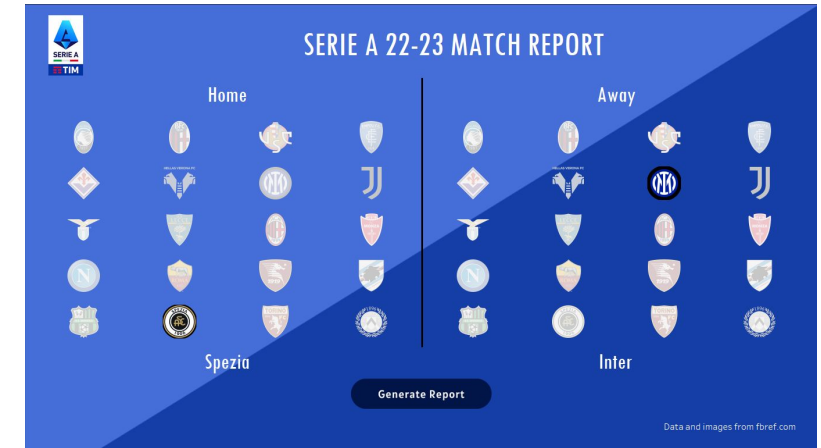 SERIE A
TIM
SERIE A 22-23 MATCH REPORT
Home
Away
HELLAS VERONA FC
HELLAS VERONA FC
Spezia
Inter
Generate Report
Data and images from fbref.com